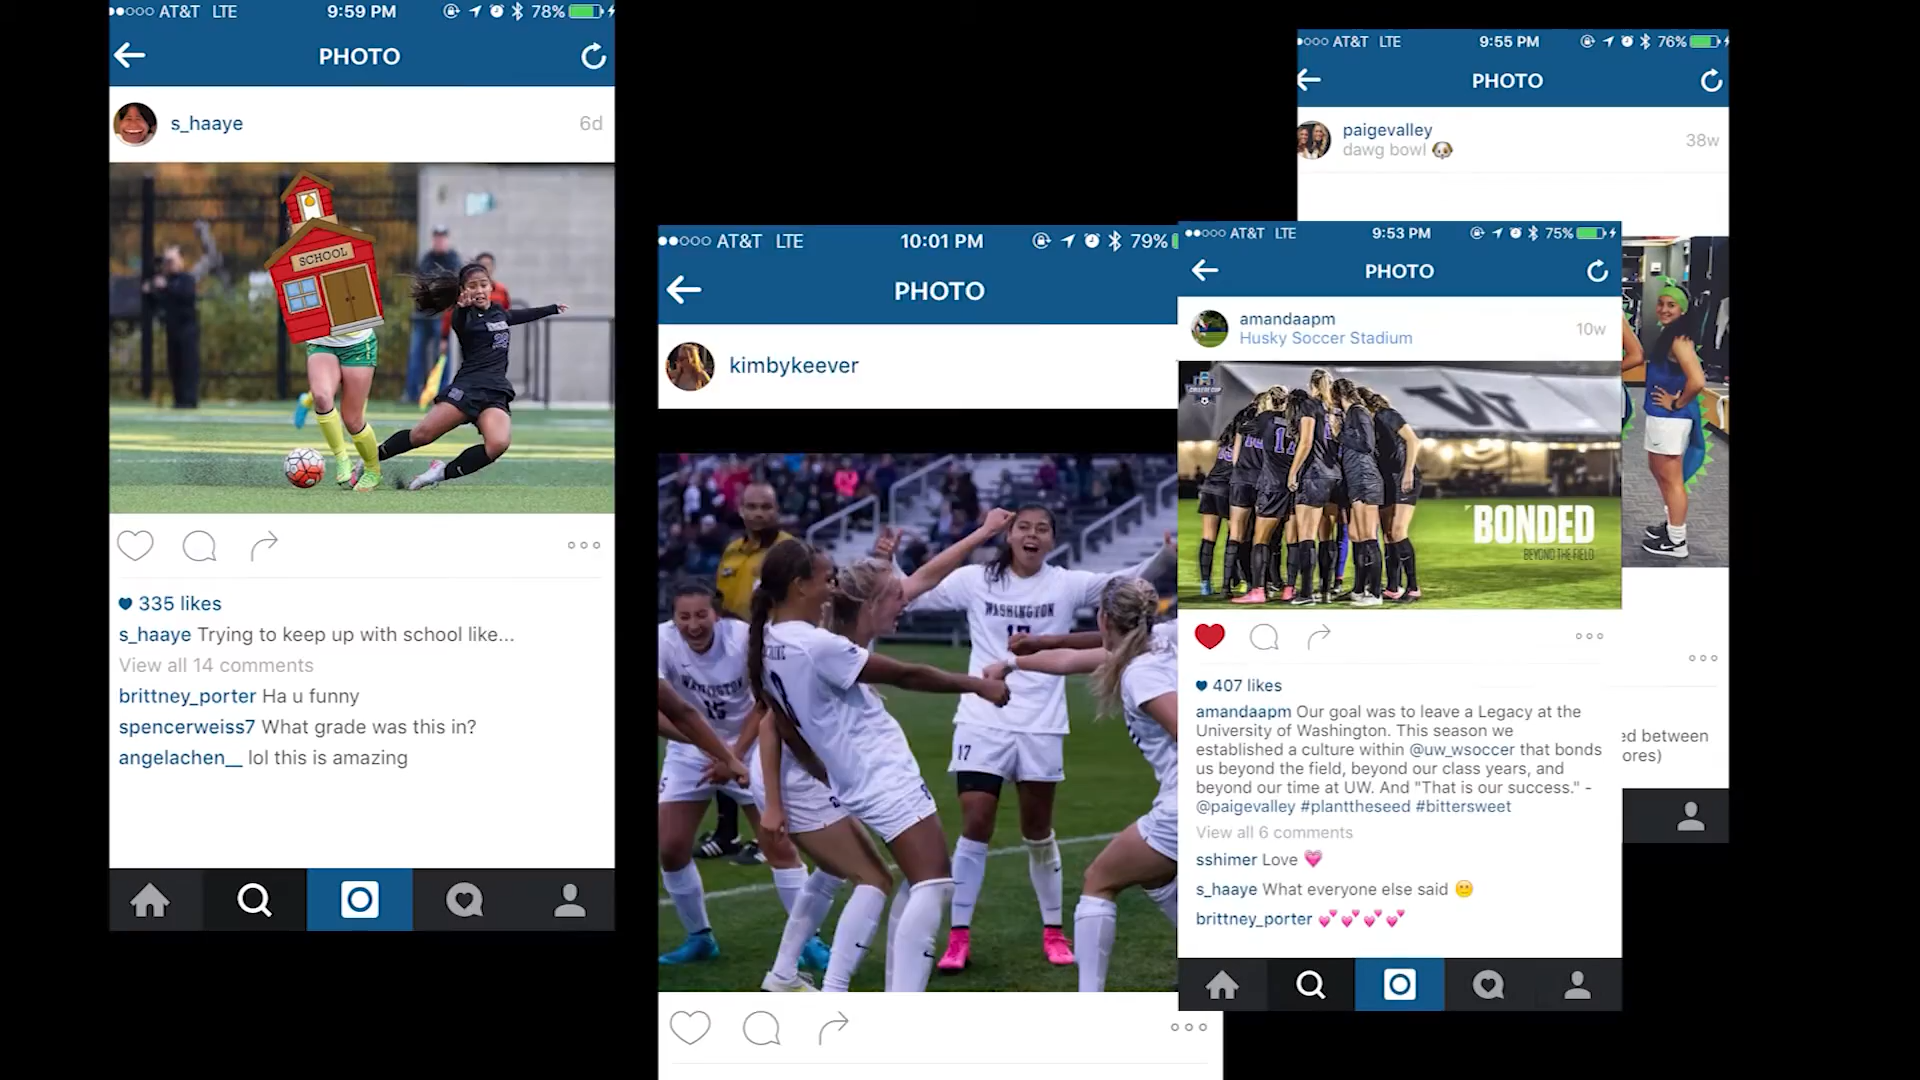 AT&T LTE 9:59 PM 78%
PHOTO
s_haaye 6d
SCHOOL
335 likes
s_haaye Trying to keep up with school like...
View all 14 comments
brittney_porter Ha u funny
spencerweiss7 What grade was this in?
angelachen__ lol this is amazing
AT&T LTE 10:01 PM 79%
PHOTO
kimbykeever
WASHINGTON
17
WASHINGTON
15
17
AT&T LTE 9:53 PM 75%
PHOTO
amandaapm 10w
Husky Soccer Stadium
W
BONDED
BEYOND THE FIELD
407 likes
amandaapm Our goal was to leave a Legacy at the
University of Washington. This season we
established a culture within @uw_wsoccer that bonds
us beyond the field, beyond our class years, and
beyond our time at UW. And "That is our success." -
@paigevalley #planttheseed #bittersweet
View all 6 comments
sshimer Love 💗
s_haaye What everyone else said 🙂
brittney_porter 💕💕💕💕
AT&T LTE 9:55 PM 76%
PHOTO
paigevalley 38w
dawg bowl 🐶
ed between
ores)